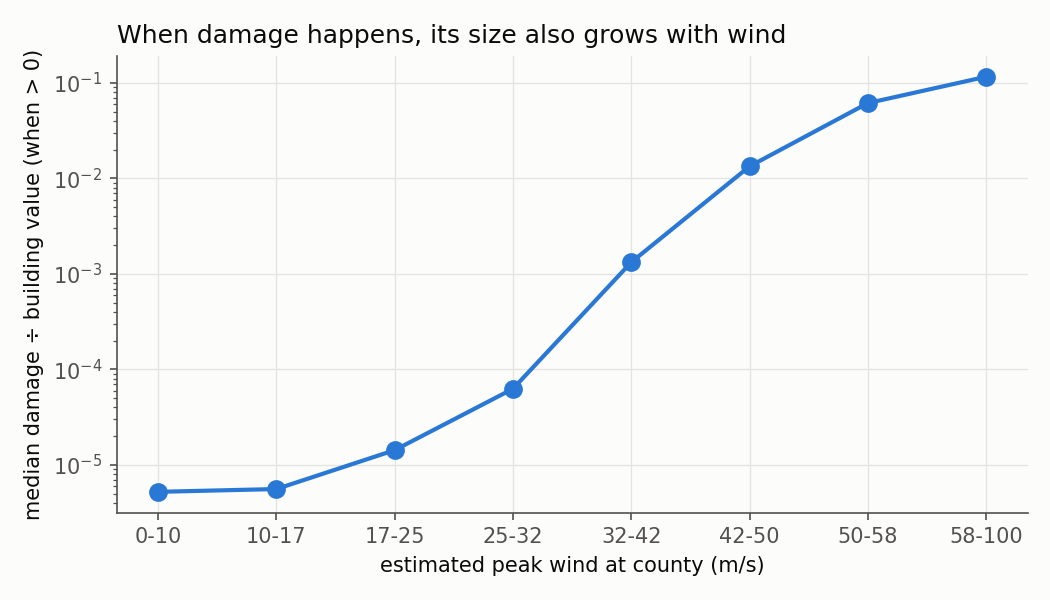 When damage happens, its size also grows with wind
median damage ÷ building value (when > 0)
10⁻¹
10⁻²
10⁻³
10⁻⁴
10⁻⁵
0-10 10-17 17-25 25-32 32-42 42-50 50-58 58-100
estimated peak wind at county (m/s)